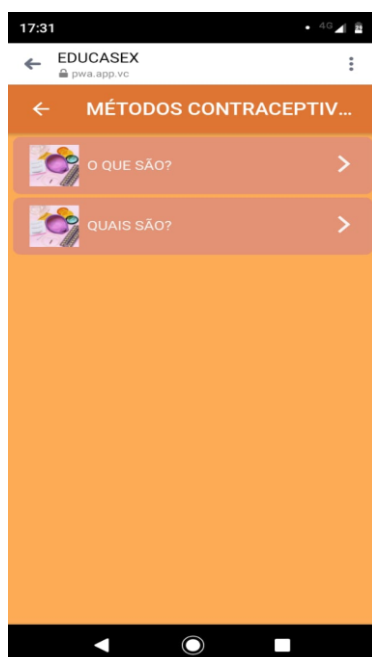 17:31
4G
EDUCASEX
pwa.app.vc
MÉTODOS CONTRACEPTIV...
O QUE SÃO?
QUAIS SÃO?